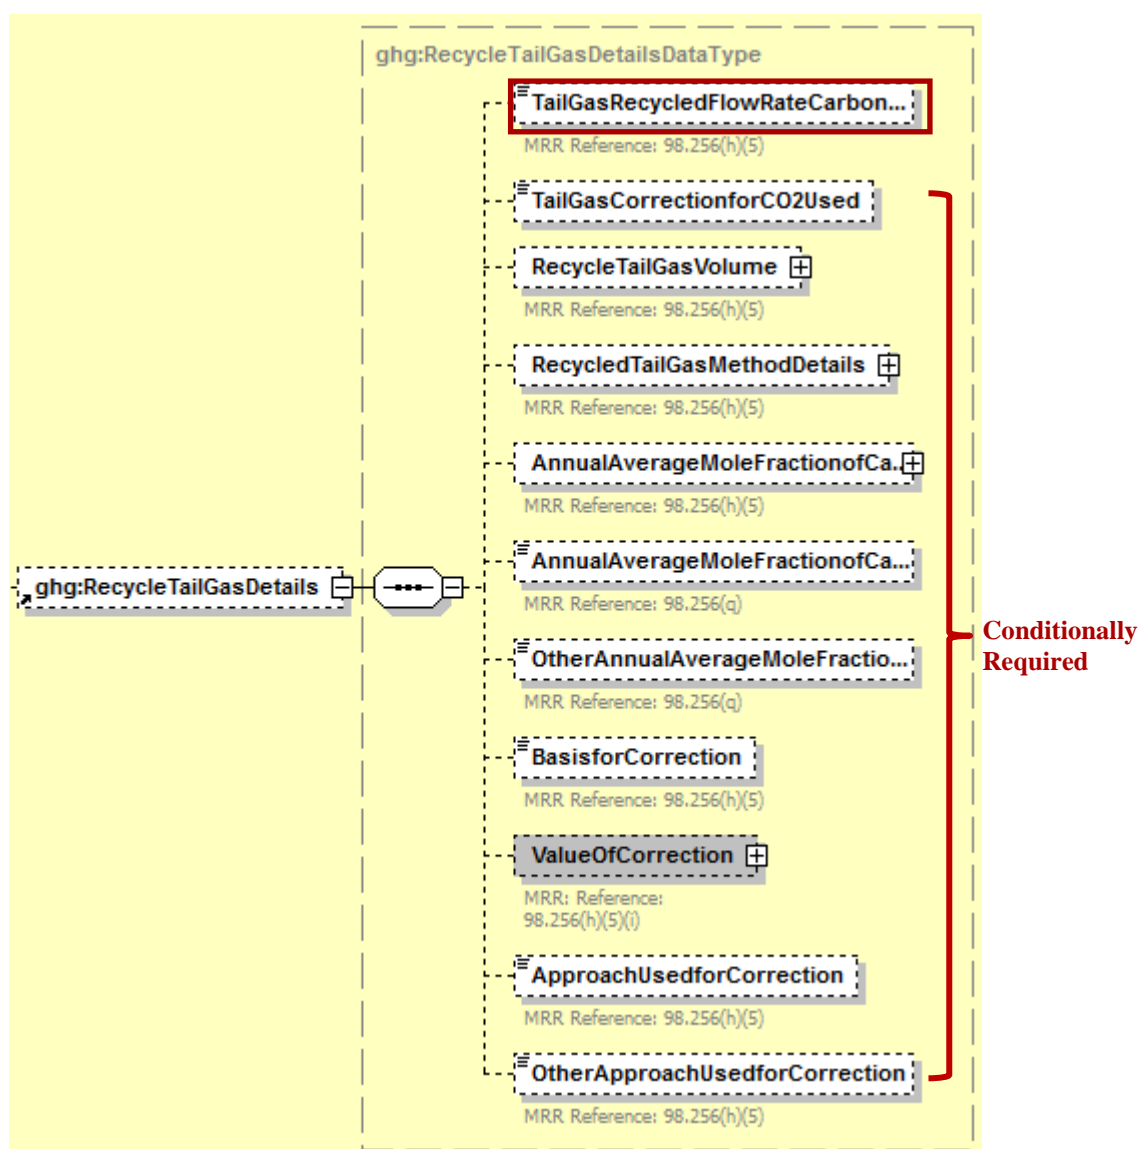 ghg:RecycleTailGasDetailsDataType
TailGasRecycledFlowRateCarbon...
MRR Reference: 98.256(h)(5)
TailGasCorrectionforCO2Used
RecycleTailGasVolume
MRR Reference: 98.256(h)(5)
RecycledTailGasMethodDetails
MRR Reference: 98.256(h)(5)
AnnualAverageMoleFractionofCa...
MRR Reference: 98.256(h)(5)
AnnualAverageMoleFractionofCa...
MRR Reference: 98.256(q)
ghg:RecycleTailGasDetails
OtherAnnualAverageMoleFractio...
MRR Reference: 98.256(q)
Conditionally
Required
BasisforCorrection
MRR Reference: 98.256(h)(5)
ValueOfCorrection
MRR: Reference:
98.256(h)(5)(i)
ApproachUsedforCorrection
MRR Reference: 98.256(h)(5)
OtherApproachUsedforCorrection
MRR Reference: 98.256(h)(5)